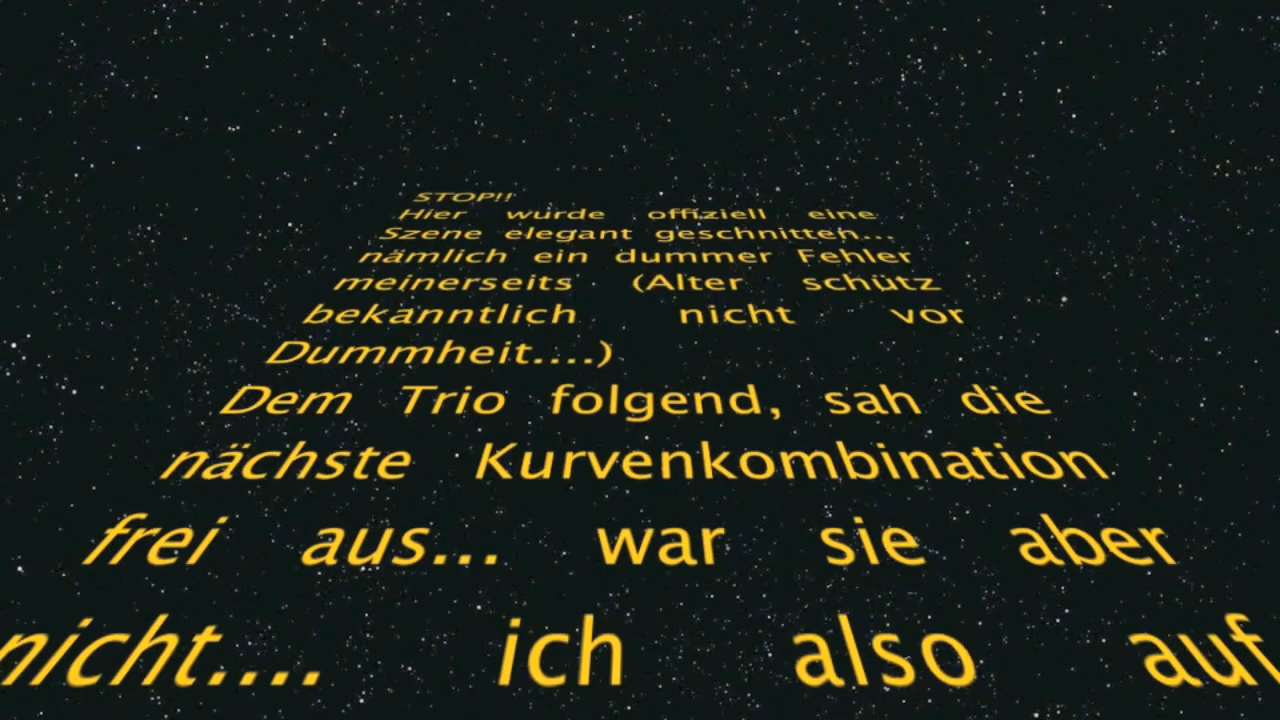 STOP!!
Hier wurde offiziell eine
Szene elegant geschnitten...
nämlich ein dummer Fehler
meinerseits (Alter schütz
bekanntlich nicht vor
Dummheit....)
Dem Trio folgend, sah die
nächste Kurvenkombination
frei aus... war sie aber
nicht.... ich also auf